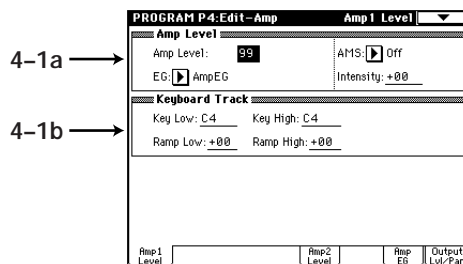 PROGRAM P4:Edit-Amp Amp1 Level
Amp Level
4–1a
Amp Level: 99 AMS: Off
EG: AmpEG Intensity: +00
Keyboard Track
4–1b
Key Low: C4 Key High: C4
Ramp Low: +00 Ramp High: +00
Amp1 Level Amp2 Level Amp EG Output Lvl/Pan